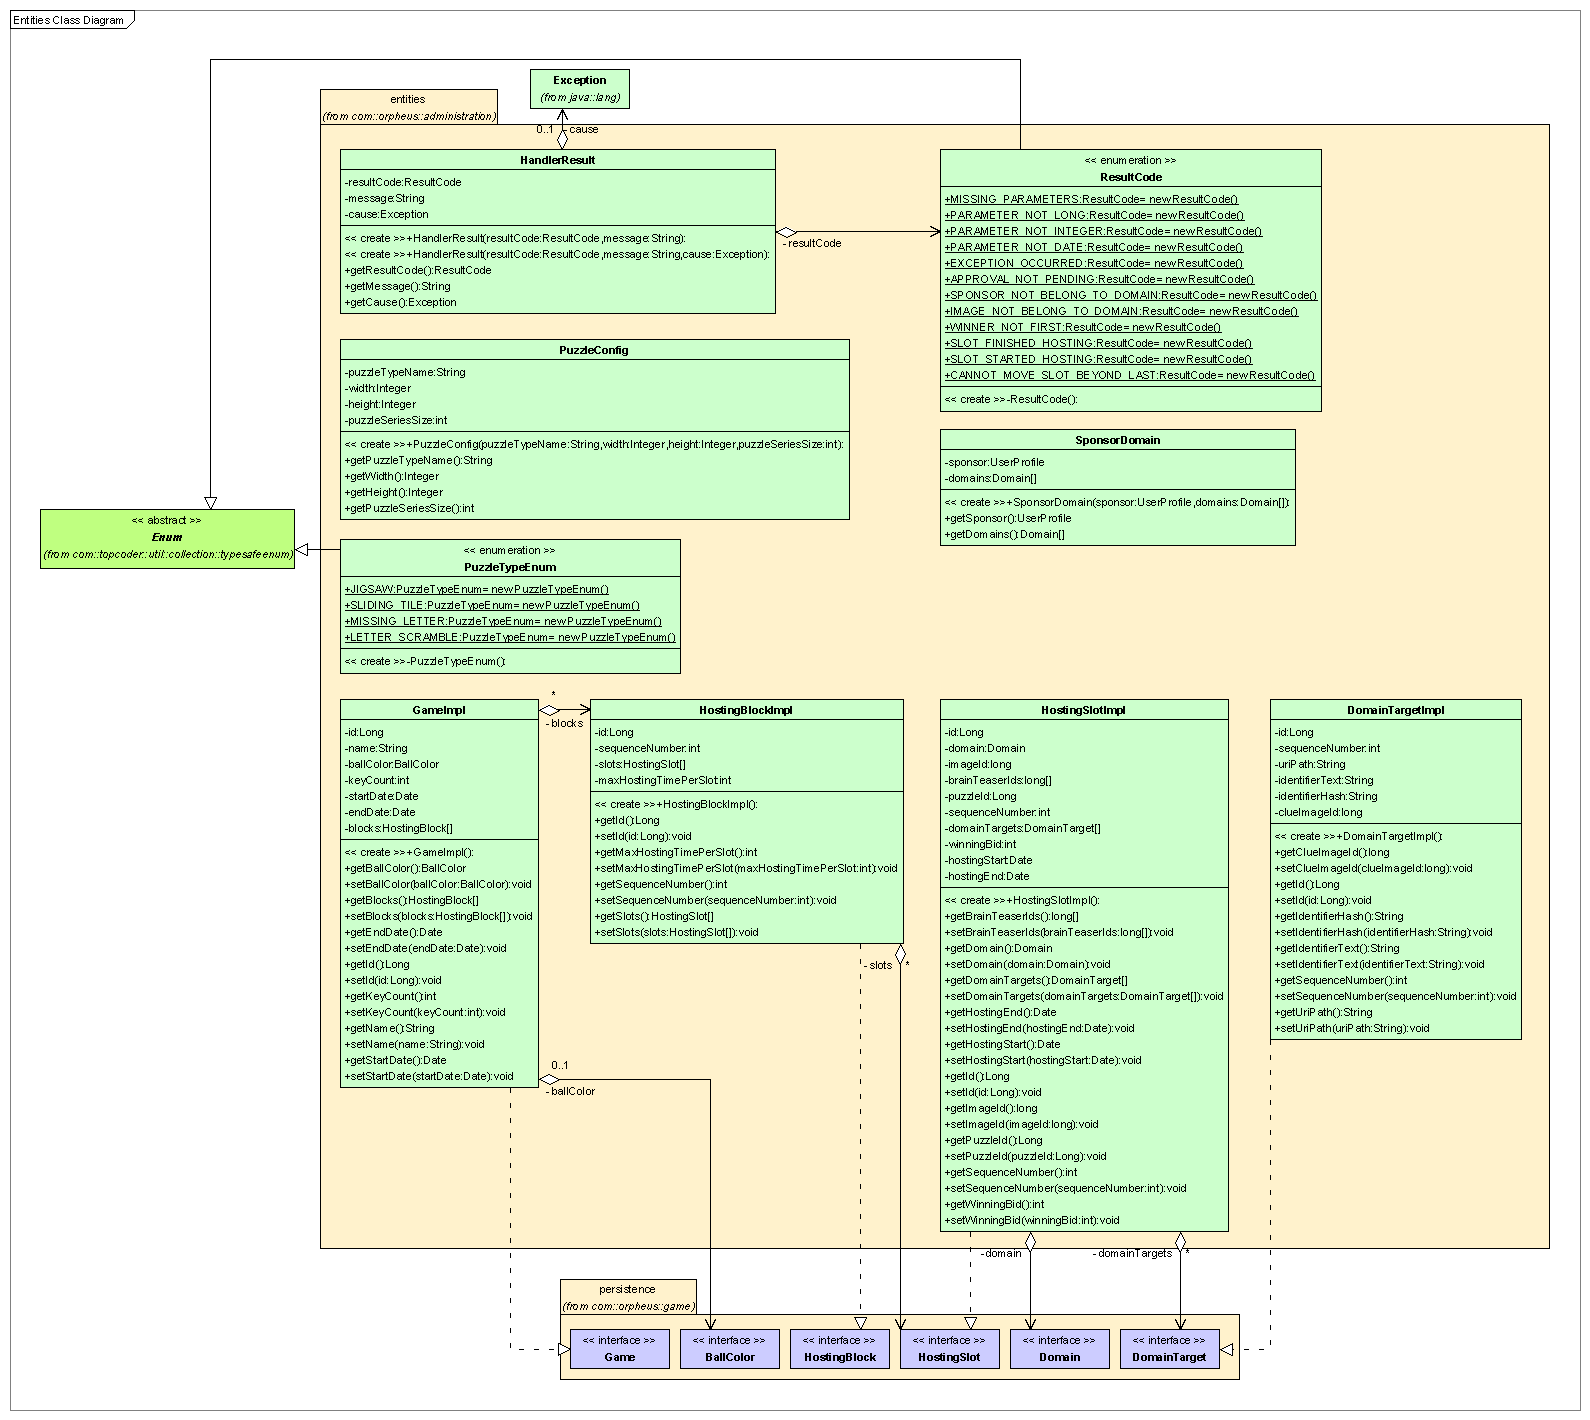 Entities Class Diagram
Exception
(from java::lang)
entities
(from com::orpheus::administration)
0..1
-cause
HandlerResult
-resultCode:ResultCode
-message:String
-cause:Exception
<< create >>+HandlerResult(resultCode:ResultCode,message:String):
<< create >>+HandlerResult(resultCode:ResultCode,message:String,cause:Exception):
+getResultCode():ResultCode
+getMessage():String
+getCause():Exception
-resultCode
<< enumeration >>
ResultCode
+MISSING_PARAMETERS:ResultCode= newResultCode()
+PARAMETER_NOT_LONG:ResultCode= newResultCode()
+PARAMETER_NOT_INTEGER:ResultCode= newResultCode()
+PARAMETER_NOT_DATE:ResultCode= newResultCode()
+EXCEPTION_OCCURRED:ResultCode= newResultCode()
+APPROVAL_NOT_PENDING:ResultCode= newResultCode()
+SPONSOR_NOT_BELONG_TO_DOMAIN:ResultCode= newResultCode()
+IMAGE_NOT_BELONG_TO_DOMAIN:ResultCode= newResultCode()
+WINNER_NOT_FIRST:ResultCode= newResultCode()
+SLOT_FINISHED_HOSTING:ResultCode= newResultCode()
+SLOT_STARTED_HOSTING:ResultCode= newResultCode()
+CANNOT_MOVE_SLOT_BEYOND_LAST:ResultCode= newResultCode()
<< create >>-ResultCode():
PuzzleConfig
-puzzleTypeName:String
-width:Integer
-height:Integer
-puzzleSeriesSize:int
<< create >>+PuzzleConfig(puzzleTypeName:String,width:Integer,height:Integer,puzzleSeriesSize:int):
+getPuzzleTypeName():String
+getWidth():Integer
+getHeight():Integer
+getPuzzleSeriesSize():int
SponsorDomain
-sponsor:UserProfile
-domains:Domain[]
<< create >>+SponsorDomain(sponsor:UserProfile,domains:Domain[]):
+getSponsor():UserProfile
+getDomains():Domain[]
<< abstract >>
Enum
(from com::topcoder::util::collection::typesafeenum)
<< enumeration >>
PuzzleTypeEnum
+JIGSAW:PuzzleTypeEnum= newPuzzleTypeEnum()
+SLIDING_TILE:PuzzleTypeEnum= newPuzzleTypeEnum()
+MISSING_LETTER:PuzzleTypeEnum= newPuzzleTypeEnum()
+LETTER_SCRAMBLE:PuzzleTypeEnum= newPuzzleTypeEnum()
<< create >>-PuzzleTypeEnum():
GameImpl
-id:Long
-name:String
-ballColor:BallColor
-keyCount:int
-startDate:Date
-endDate:Date
-blocks:HostingBlock[]
<< create >>+GameImpl():
+getBallColor():BallColor
+setBallColor(ballColor:BallColor):void
+getBlocks():HostingBlock[]
+setBlocks(blocks:HostingBlock[]):void
+getEndDate():Date
+setEndDate(endDate:Date):void
+getId():Long
+setId(id:Long):void
+getKeyCount():int
+setKeyCount(keyCount:int):void
+getName():String
+setName(name:String):void
+getStartDate():Date
+setStartDate(startDate:Date):void
*
-blocks
0..1
-ballColor
HostingBlockImpl
-id:Long
-sequenceNumber:int
-slots:HostingSlot[]
-maxHostingTimePerSlot:int
<< create >>+HostingBlockImpl():
+getId():Long
+setId(id:Long):void
+getMaxHostingTimePerSlot():int
+setMaxHostingTimePerSlot(maxHostingTimePerSlot:int):void
+getSequenceNumber():int
+setSequenceNumber(sequenceNumber:int):void
+getSlots():HostingSlot[]
+setSlots(slots:HostingSlot[]):void
-slots
*
HostingSlotImpl
-id:Long
-domain:Domain
-imageId:long
-brainTeaserIds:long[]
-puzzleId:Long
-sequenceNumber:int
-domainTargets:DomainTarget[]
-winningBid:int
-hostingStart:Date
-hostingEnd:Date
<< create >>+HostingSlotImpl():
+getBrainTeaserIds():long[]
+setBrainTeaserIds(brainTeaserIds:long[]):void
+getDomain():Domain
+setDomain(domain:Domain):void
+getDomainTargets():DomainTarget[]
+setDomainTargets(domainTargets:DomainTarget[]):void
+getHostingEnd():Date
+setHostingEnd(hostingEnd:Date):void
+getHostingStart():Date
+setHostingStart(hostingStart:Date):void
+getId():Long
+setId(id:Long):void
+getImageId():long
+setImageId(imageId:long):void
+getPuzzleId():Long
+setPuzzleId(puzzleId:Long):void
+getSequenceNumber():int
+setSequenceNumber(sequenceNumber:int):void
+getWinningBid():int
+setWinningBid(winningBid:int):void
-domain
-domainTargets
*
DomainTargetImpl
-id:Long
-sequenceNumber:int
-uriPath:String
-identifierText:String
-identifierHash:String
-clueImageId:long
<< create >>+DomainTargetImpl():
+getClueImageId():long
+setClueImageId(clueImageId:long):void
+getId():Long
+setId(id:Long):void
+getIdentifierHash():String
+setIdentifierHash(identifierHash:String):void
+getIdentifierText():String
+setIdentifierText(identifierText:String):void
+getSequenceNumber():int
+setSequenceNumber(sequenceNumber:int):void
+getUriPath():String
+setUriPath(uriPath:String):void
persistence
(from com::orpheus::game)
<< interface >>
Game
<< interface >>
BallColor
<< interface >>
HostingBlock
<< interface >>
HostingSlot
<< interface >>
Domain
<< interface >>
DomainTarget